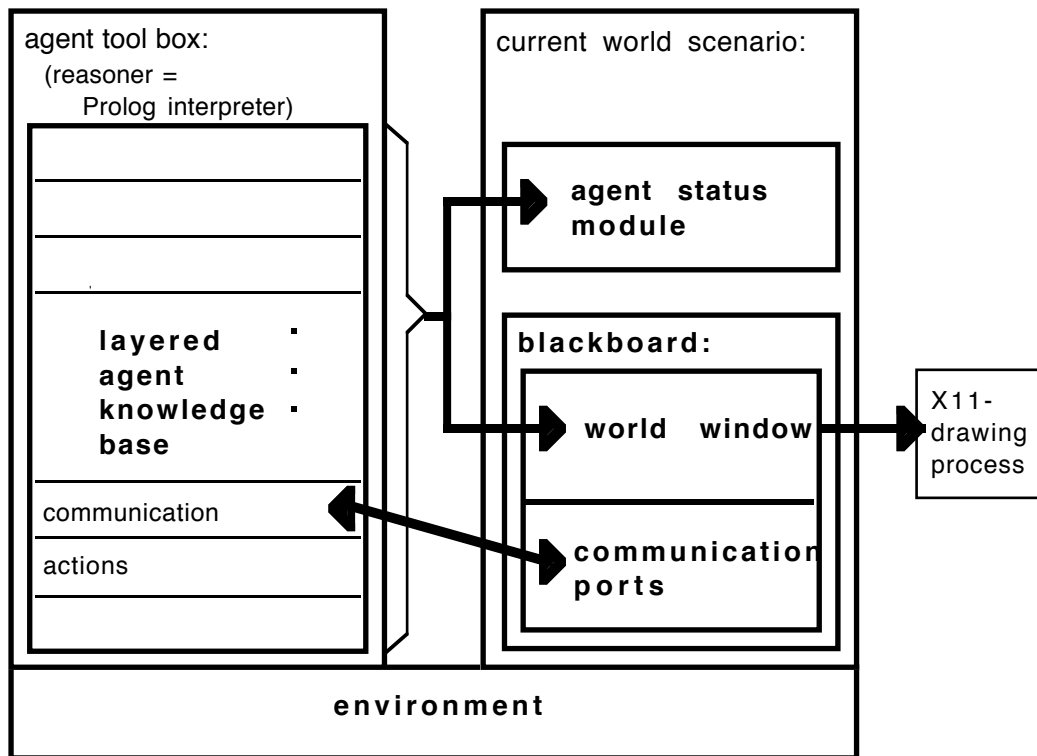 agent tool box:
(reasoner =
Prolog interpreter)
layered
agent
knowledge
base
communication
actions
current world scenario:
agent status
module
blackboard:
world window
communication
ports
X11-
drawing
process
environment